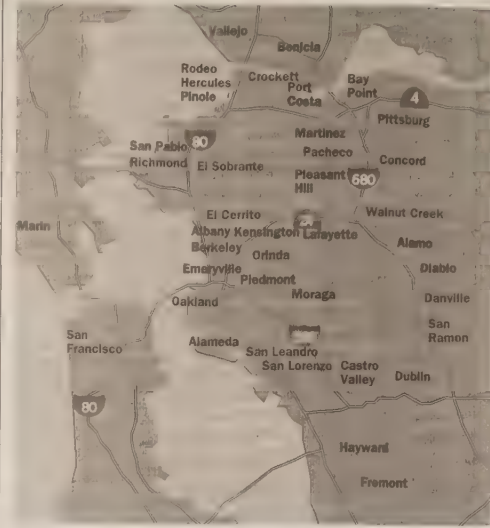 Vallejo
Benicia
Rodeo
Hercules
Pinole
Crockett
Port
Costa
Bay
Point
4
Pittsburg
80
San Pablo
Richmond
El Sobrante
Martinez
Pacheco
Concord
Pleasant
Hill
680
El Cerrito
Walnut Creek
Marin
Albany Kensington Lafayette
Berkeley
Orinda
Alamo
Emeryville
Diablo
Piedmont
Oakland
Moraga
Danville
San
Francisco
Alameda
San
Ramon
San Leandro
San Lorenzo
Castro
Valley
Dublin
80
Hayward
Fremont